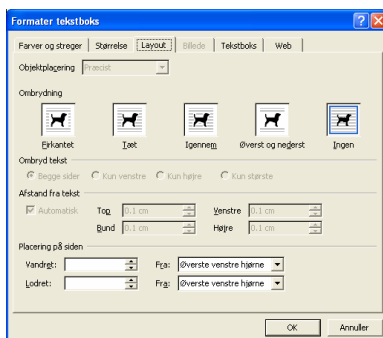 Formater tekstboks
Farver og streger Størrelse Layout Billede Tekstboks Web
Objektplacering Præcist
Ombrydning
Firkantet Tæt Igennem Øverst og nederst Ingen
Ombryd tekst
Begge sider Kun venstre Kun højre Kun største
Afstand fra tekst
Automatisk Top 0.1 cm Venstre 0.1 cm
Bund 0.1 cm Højre 0.1 cm
Placering på siden
Vandret: Fra: Øverste venstre hjørne
Lodret: Fra: Øverste venstre hjørne
OK Annuller